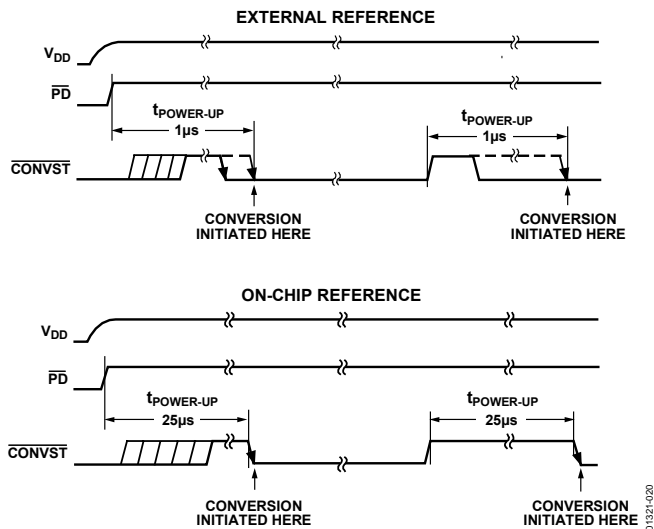 EXTERNAL REFERENCE
VDD
PD
tPOWER-UP
1µs
tPOWER-UP
1µs
CONVST
CONVERSION
INITIATED HERE
CONVERSION
INITIATED HERE
ON-CHIP REFERENCE
VDD
PD
tPOWER-UP
25µs
tPOWER-UP
25µs
CONVST
CONVERSION
INITIATED HERE
CONVERSION
INITIATED HERE
01321-020